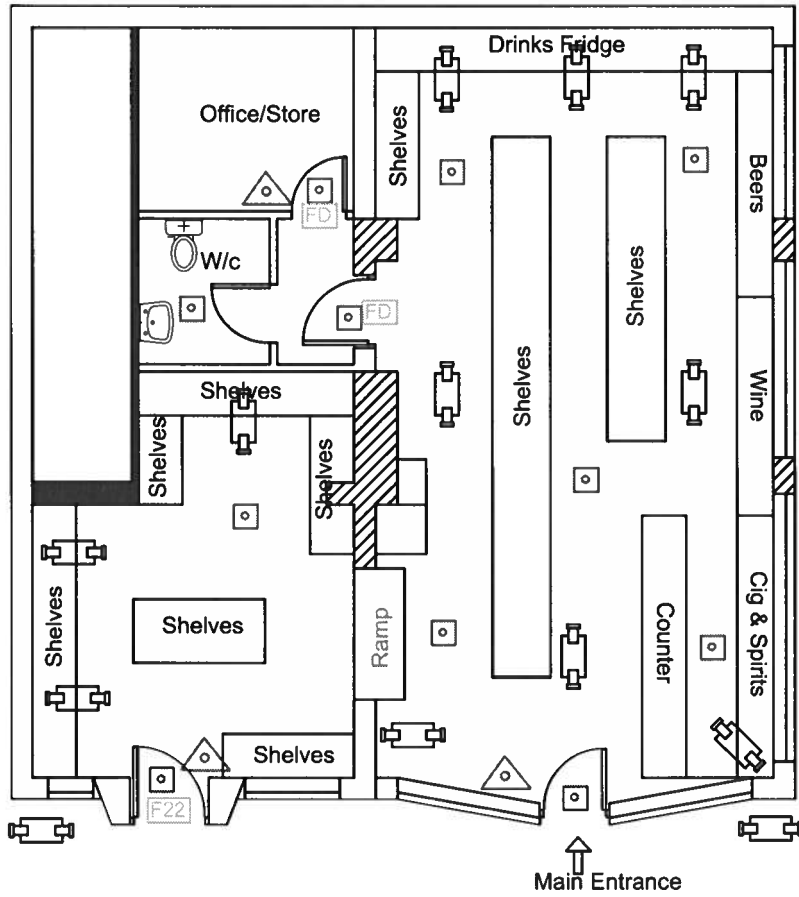 Drinks Fridge
Office/Store
Shelves
Shelves
Beers
FD
W/c
FD
Shelves
Shelves
Wine
Shelves
Shelves
Shelves
Shelves
Shelves
Ramp
Counter
Cig & Spirits
Shelves
F22
Main Entrance